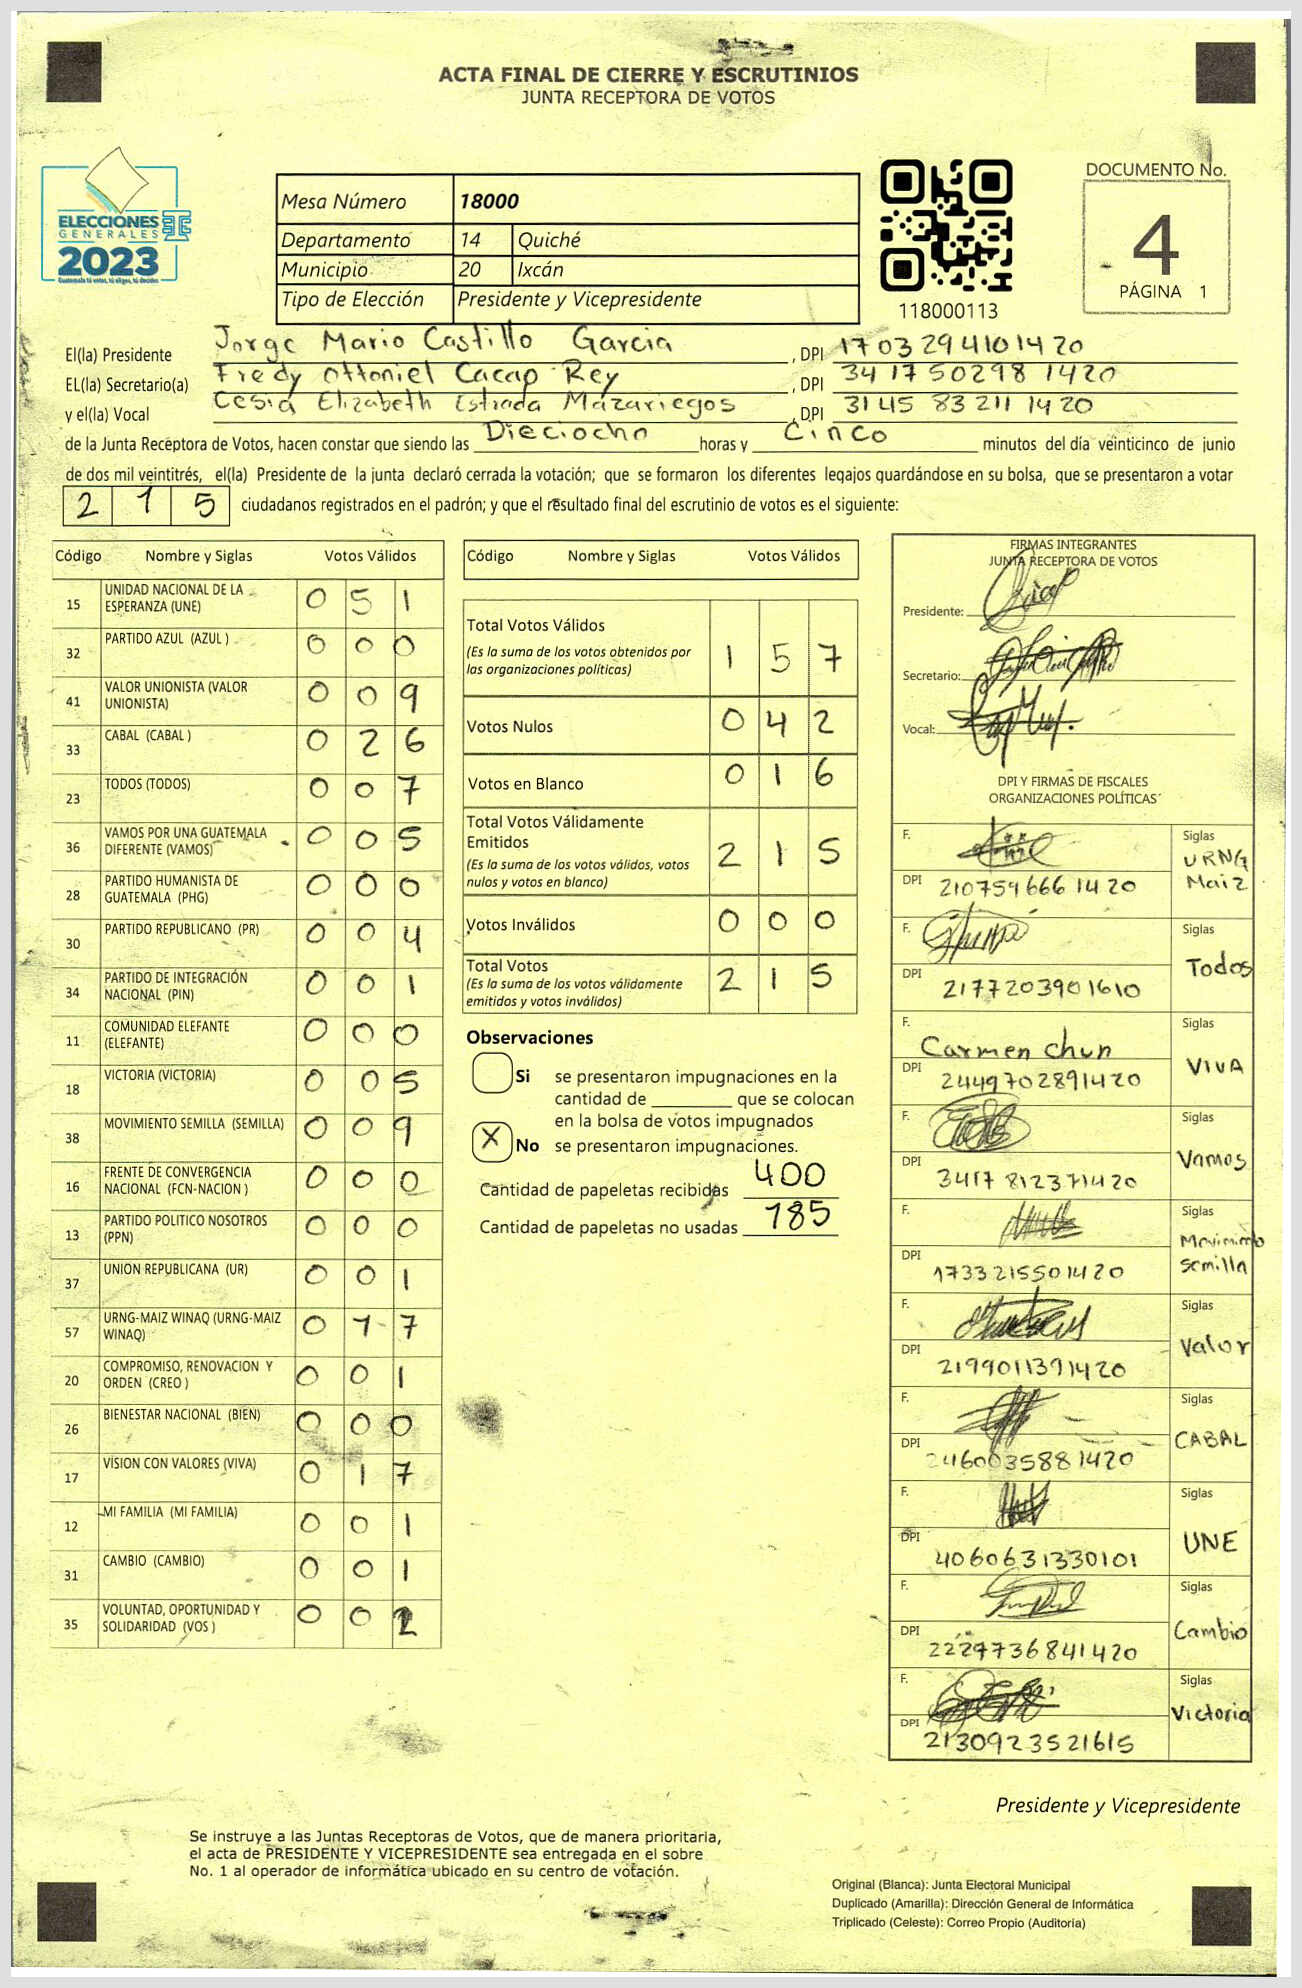 ACTA FINAL DE CIERRE Y ESCRUTINIOS
JUNTA RECEPTORA DE VOTOS
ELECCIONES
GENERALES
2023
Guatemala tú votas, tú eliges, tú decides
Mesa Número 18000
Departamento 14 Quiché
Municipio 20 Ixcán
Tipo de Elección Presidente y Vicepresidente
118000113
DOCUMENTO No.
4
PÁGINA 1
El(la) Presidente Jorge Mario Castillo Garcia , DPI 1703294101420
EL(la) Secretario(a) Fredy Ottoniel Cacao Rey , DPI 3417502981420
y el(la) Vocal Cesia Elizabeth Estrada Mazariegos , DPI 3145832111420
de la Junta Receptora de Votos, hacen constar que siendo las Dieciocho horas y Cinco minutos del día veinticinco de junio
de dos mil veintitrés, el(la) Presidente de la junta declaró cerrada la votación; que se formaron los diferentes legajos guardándose en su bolsa, que se presentaron a votar
215 ciudadanos registrados en el padrón; y que el resultado final del escrutinio de votos es el siguiente:
Código Nombre y Siglas Votos Válidos
15 UNIDAD NACIONAL DE LA ESPERANZA (UNE) 0 5 1
32 PARTIDO AZUL (AZUL ) 0 0 0
41 VALOR UNIONISTA (VALOR UNIONISTA) 0 0 9
33 CABAL (CABAL ) 0 2 6
23 TODOS (TODOS) 0 0 7
36 VAMOS POR UNA GUATEMALA DIFERENTE (VAMOS) 0 0 5
28 PARTIDO HUMANISTA DE GUATEMALA (PHG) 0 0 0
30 PARTIDO REPUBLICANO (PR) 0 0 4
34 PARTIDO DE INTEGRACIÓN NACIONAL (PIN) 0 0 1
11 COMUNIDAD ELEFANTE (ELEFANTE) 0 0 0
18 VICTORIA (VICTORIA) 0 0 5
38 MOVIMIENTO SEMILLA (SEMILLA) 0 0 9
16 FRENTE DE CONVERGENCIA NACIONAL (FCN-NACION ) 0 0 0
13 PARTIDO POLITICO NOSOTROS (PPN) 0 0 0
37 UNION REPUBLICANA (UR) 0 0 1
57 URNG-MAIZ WINAQ (URNG-MAIZ WINAQ) 0 1 7
20 COMPROMISO, RENOVACION Y ORDEN (CREO ) 0 0 1
26 BIENESTAR NACIONAL (BIEN) 0 0 0
17 VISION CON VALORES (VIVA) 0 1 7
12 MI FAMILIA (MI FAMILIA) 0 0 1
31 CAMBIO (CAMBIO) 0 0 1
35 VOLUNTAD, OPORTUNIDAD Y SOLIDARIDAD (VOS ) 0 0 2
Código Nombre y Siglas Votos Válidos
Total Votos Válidos 1 5 7
(Es la suma de los votos obtenidos por
las organizaciones políticas)
Votos Nulos 0 4 2
Votos en Blanco 0 1 6
Total Votos Válidamente
Emitidos 2 1 5
(Es la suma de los votos válidos, votos
nulos y votos en blanco)
Votos Inválidos 0 0 0
Total Votos 2 1 5
(Es la suma de los votos válidamente
emitidos y votos inválidos)
Observaciones
Si se presentaron impugnaciones en la
cantidad de ________ que se colocan
en la bolsa de votos impugnados
X No se presentaron impugnaciones.
Cantidad de papeletas recibidas 400
Cantidad de papeletas no usadas 185
FIRMAS INTEGRANTES
JUNTA RECEPTORA DE VOTOS
Presidente:
Secretario:
Vocal:
DPI Y FIRMAS DE FISCALES
ORGANIZACIONES POLÍTICAS
F. Siglas URNG Maiz
DPI 2107596661420
F. Siglas Todos
DPI 2177203901610
F. Carmen Chun Siglas VIVA
DPI 2449702891420
F. Siglas Vamos
DPI 3417812371420
F. Siglas Movimiento semilla
DPI 1733215501420
F. Siglas Valor
DPI 2199011391420
F. Siglas CABAL
DPI 2460035881420
F. Siglas UNE
DPI 4060631330101
F. Siglas Cambio
DPI 2227736841420
F. Siglas Victoria
DPI 2130923521615
Presidente y Vicepresidente
Se instruye a las Juntas Receptoras de Votos, que de manera prioritaria,
el acta de PRESIDENTE Y VICEPRESIDENTE sea entregada en el sobre
No. 1 al operador de informática ubicado en su centro de votación.
Original (Blanca): Junta Electoral Municipal
Duplicado (Amarilla): Dirección General de Informática
Triplicado (Celeste): Correo Propio (Auditoría)